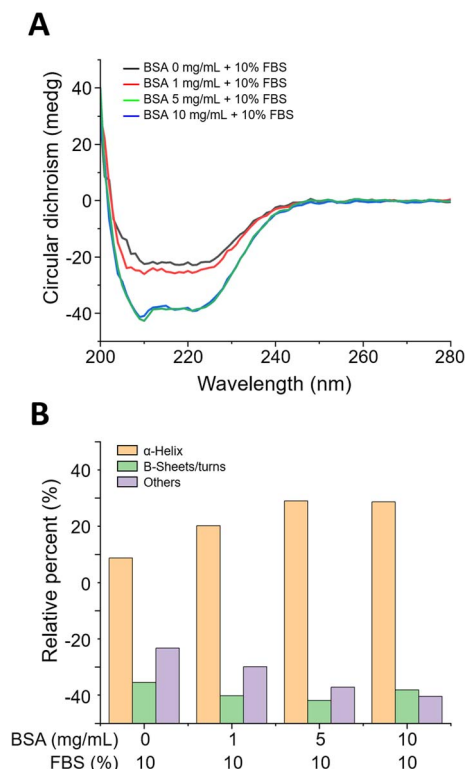 A
BSA 0 mg/mL + 10% FBS
BSA 1 mg/mL + 10% FBS
BSA 5 mg/mL + 10% FBS
BSA 10 mg/mL + 10% FBS
40
20
0
-20
-40
Circular dichroism (medg)
200 220 240 260 280
Wavelength (nm)
B
α-Helix
B-Sheets/turns
Others
40
20
0
-20
-40
Relative percent (%)
BSA (mg/mL) 0 1 5 10
FBS (%) 10 10 10 10